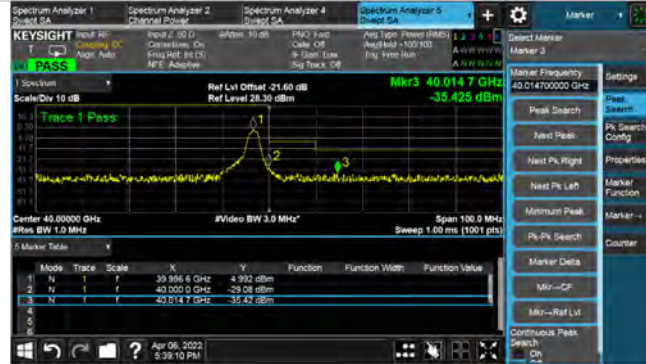 Spectrum Analyzer 1
Swept SA
Spectrum Analyzer 2
Channel Power
Spectrum Analyzer 4
Swept SA
Spectrum Analyzer 5
Swept SA
Marker
KEYSIGHT
Input: RF
Coupling: DC
Align: Auto
Corrections: On
Freq Ref: Int (S)
NFE: Adaptive
Atten: 10 dB
PNO: Fast
Gate: Off
IF Gain: Low
Sig Track: Off
Avg Type: Power (RMS)
Avg|Hold: >100/100
Trig: Free Run
PASS
Select Marker
Marker 3
Marker Frequency
40.014700000 GHz
Settings
Peak Search
Peak
Search
Next Peak
Pk Search
Config
Next Pk Right
Properties
Next Pk Left
Marker
Function
Minimum Peak
Marker→
Pk-Pk Search
Counter
Marker Delta
Mkr→CF
Mkr→Ref Lvl
Continuous Peak
Search
On
1 Spectrum
Scale/Div 10 dB
Ref Lvl Offset -21.60 dB
Ref Level 28.30 dBm
Mkr3 40.014 7 GHz
-35.425 dBm
Trace 1 Pass
1
2
3
Center 40.00000 GHz
#Res BW 1.0 MHz
#Video BW 3.0 MHz*
Span 100.0 MHz
Sweep 1.00 ms (1001 pts)
5 Marker Table
Mode Trace Scale X Y Function Function Width Function Value
1 N 1 f 39.996 6 GHz 4.992 dBm
2 N 1 f 40.000 0 GHz -29.08 dBm
3 N 1 f 40.014 7 GHz -35.42 dBm
4
5
6
?
Apr 06, 2022
5:39:10 PM